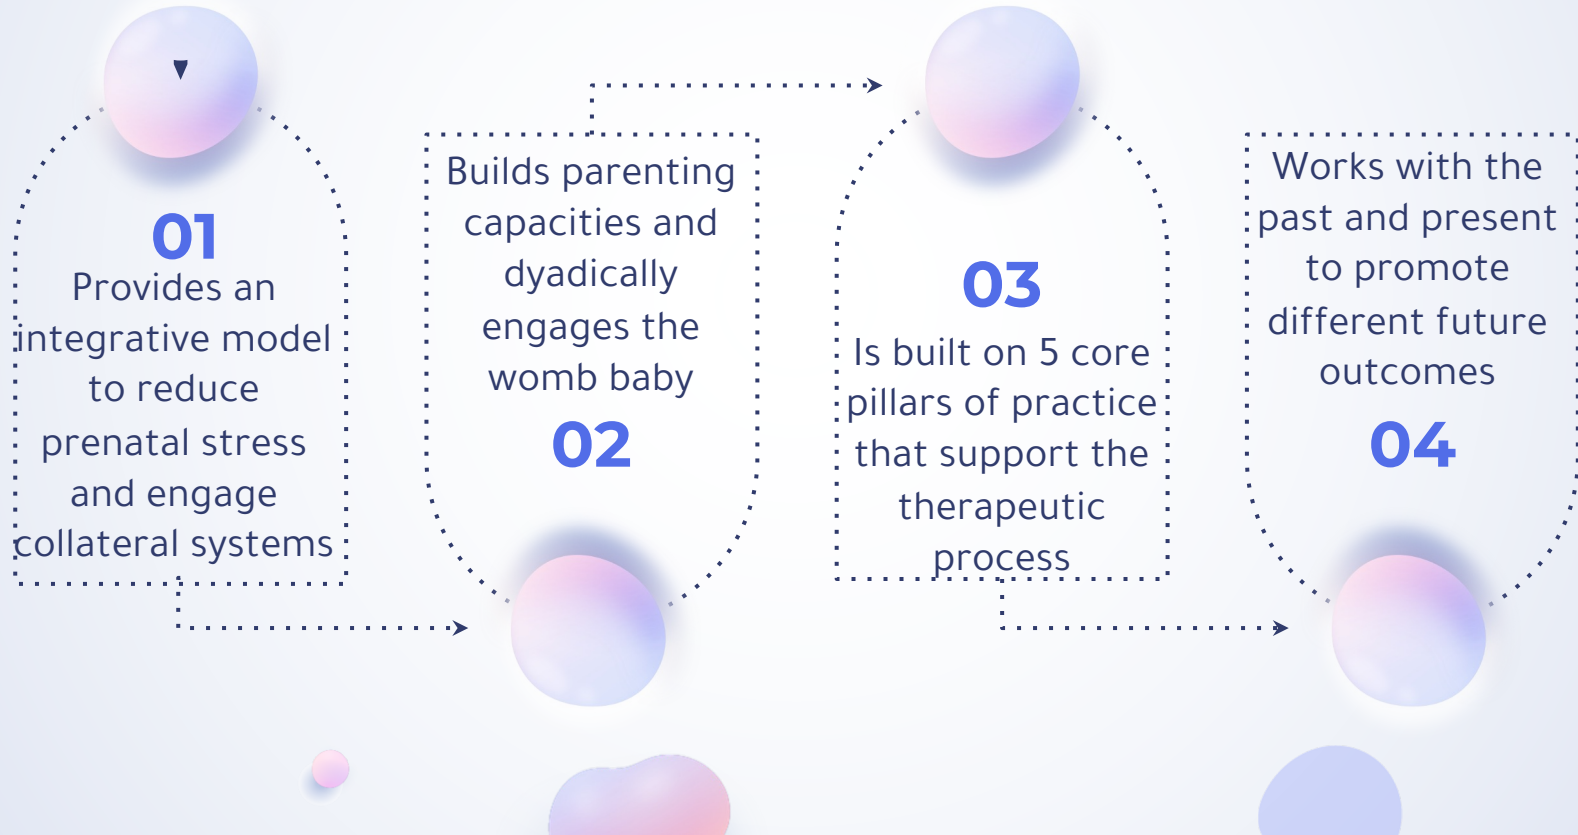 01
Provides an
integrative model
to reduce
prenatal stress
and engage
collateral systems
Builds parenting
capacities and
dyadically
engages the
womb baby
02
03
Is built on 5 core
pillars of practice
that support the
therapeutic
process
Works with the
past and present
to promote
different future
outcomes
04